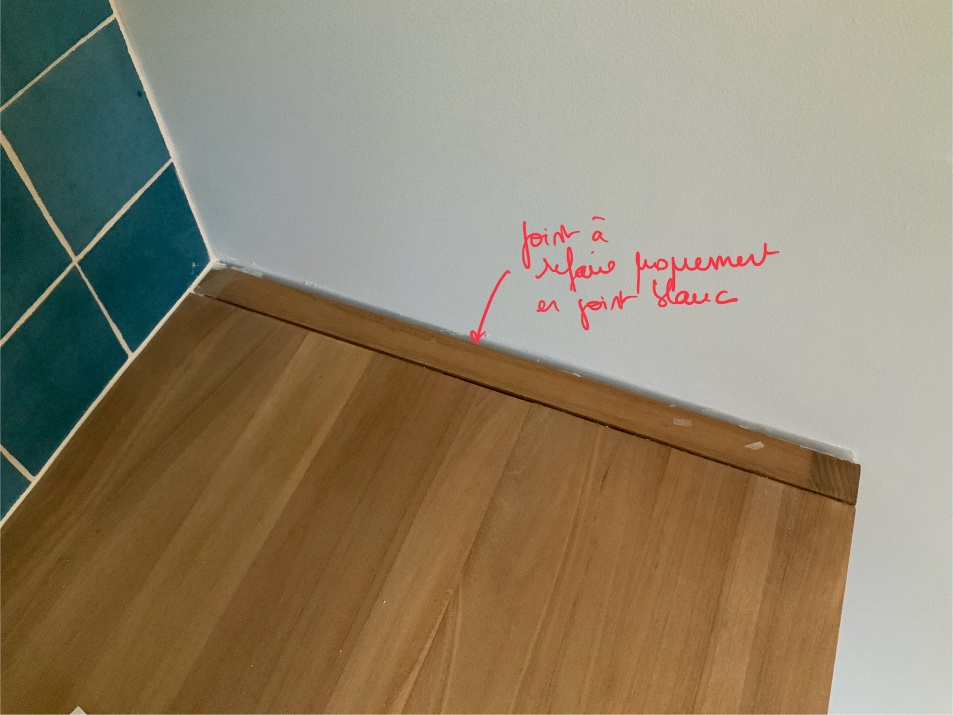 Joint à
refaire proprement
en joint blanc